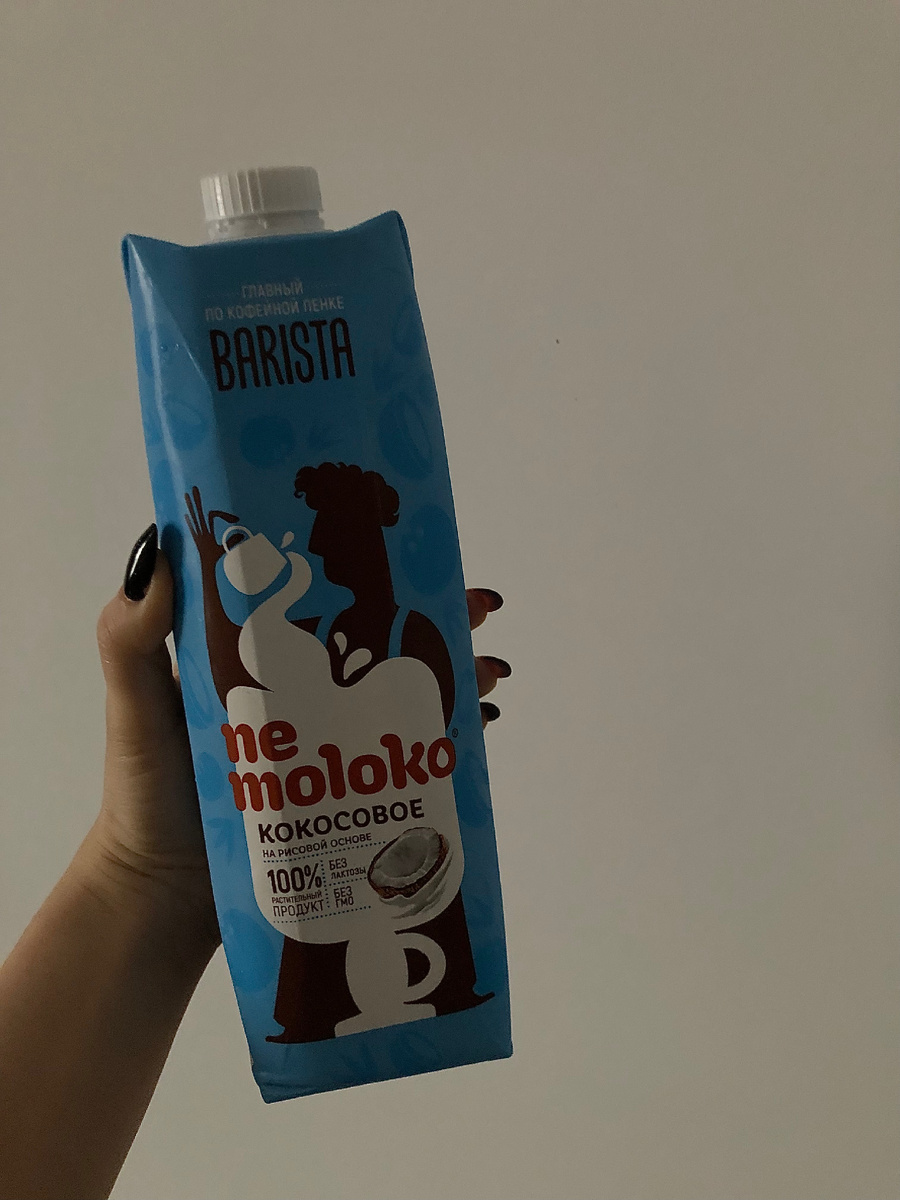 ГЛАВНЫЙ
ПО КОФЕЙНОЙ ПЕНКЕ
BARISTA
ne
moloko®
КОКОСОВОЕ
НА РИСОВОЙ ОСНОВЕ
100%
РАСТИТЕЛЬНЫЙ
ПРОДУКТ
БЕЗ
ЛАКТОЗЫ
БЕЗ
ГМО